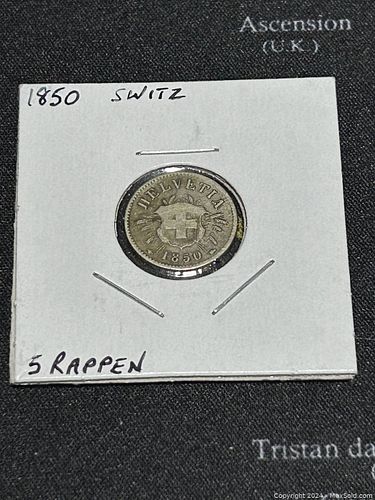 Ascension
(U.K.)
1850 SWITZ
HELVETIA
1850
5 RAPPEN
Tristan da
Copyright 2024 - MaxSold.com